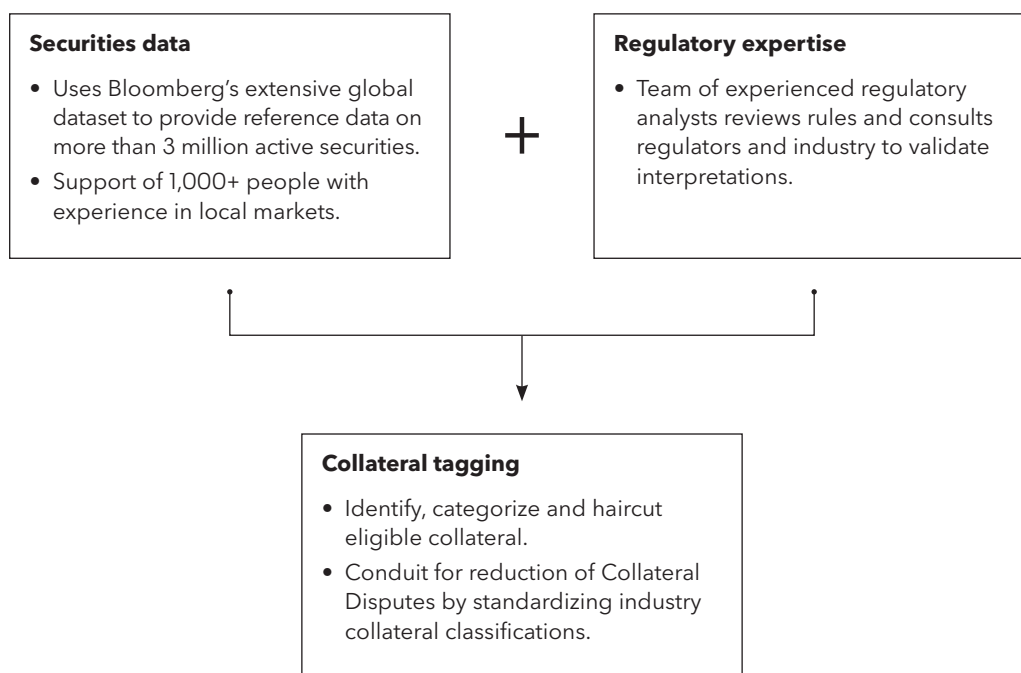 Securities data
• Uses Bloomberg’s extensive global
dataset to provide reference data on
more than 3 million active securities.
• Support of 1,000+ people with
experience in local markets.
+
Regulatory expertise
• Team of experienced regulatory
analysts reviews rules and consults
regulators and industry to validate
interpretations.
Collateral tagging
• Identify, categorize and haircut
eligible collateral.
• Conduit for reduction of Collateral
Disputes by standardizing industry
collateral classifications.